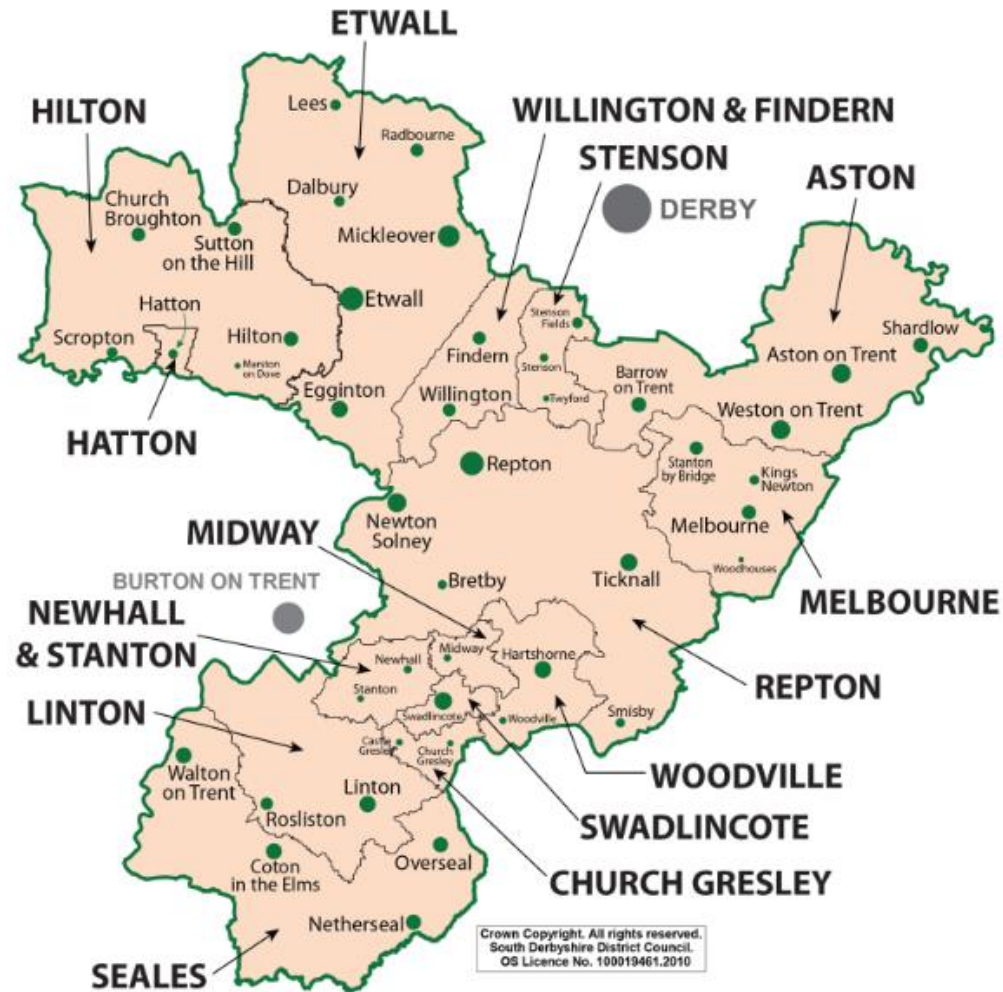 ETWALL
HILTON
WILLINGTON & FINDERN
STENSON
ASTON
DERBY
Lees
Radbourne
Dalbury
Church
Broughton
Sutton
on the Hill
Mickleover
Hatton
Etwall
Stenson
Fields
Shardlow
Scropton
Hilton
Marston
on Dove
Findern
Stenson
Aston on Trent
Barrow
on Trent
Egginton
Willington
Twyford
Weston on Trent
HATTON
Repton
Stanton
by Bridge
Kings
Newton
Newton
Solney
Melbourne
MIDWAY
Bretby
Ticknall
Woodhouses
BURTON ON TRENT
MELBOURNE
NEWHALL
& STANTON
Newhall
Midway
Hartshorne
Stanton
REPTON
LINTON
Swadlincote
Woodville
Smisby
Castle
Gresley
Church
Gresley
Walton
on Trent
WOODVILLE
Linton
Rosliston
SWADLINCOTE
Coton
in the Elms
Overseal
CHURCH GRESLEY
Netherseal
Crown Copyright. All rights reserved.
South Derbyshire District Council.
OS Licence No. 100019461.2010
SEALES